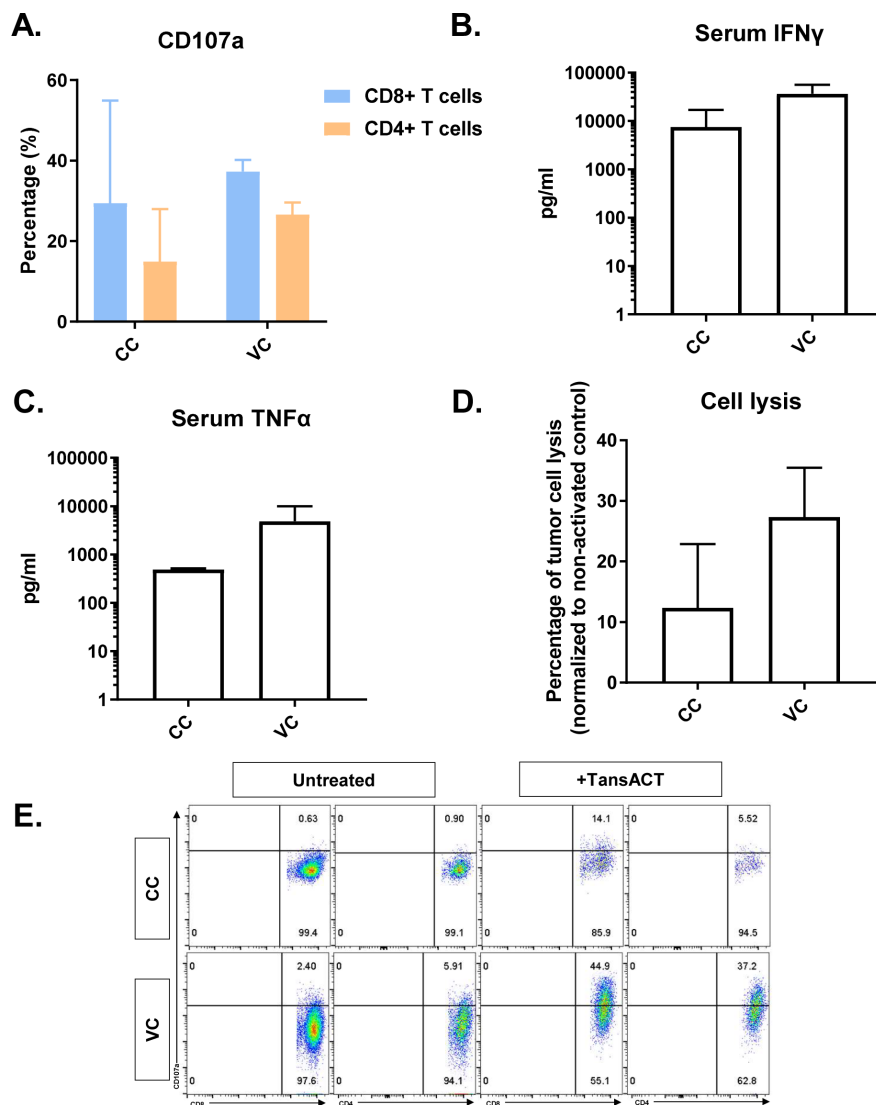 A.
CD107a
60
40
20
0
Percentage (%)
CC
VC
CD8+ T cells
CD4+ T cells
B.
Serum IFNγ
100000
10000
1000
100
10
1
pg/ml
CC
VC
C.
Serum TNFα
100000
10000
1000
100
10
1
pg/ml
CC
VC
D.
Cell lysis
40
30
20
10
0
Percentage of tumor cell lysis
(normalized to non-activated control)
CC
VC
E.
Untreated
+TansACT
CC
0 0.63 0 0.90 0 14.1 0 5.52
0 99.4 0 99.1 0 85.9 0 94.5
VC
0 2.40 0 5.91 0 44.9 0 37.2
0 97.6 0 94.1 0 55.1 0 62.8
CD107a
CD8 CD4 CD8 CD4